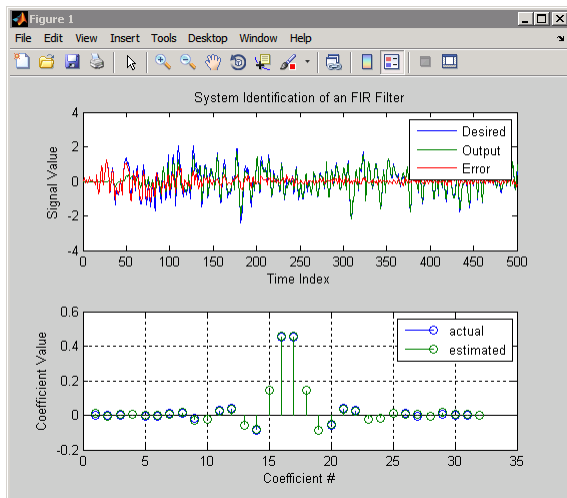 Figure 1
File Edit View Insert Tools Desktop Window Help
System Identification of an FIR Filter
4
2
0
-2
-4
Signal Value
Desired
Output
Error
0 50 100 150 200 250 300 350 400 450 500
Time Index
0.6
0.4
0.2
0
-0.2
Coefficient Value
actual
estimated
0 5 10 15 20 25 30 35
Coefficient #